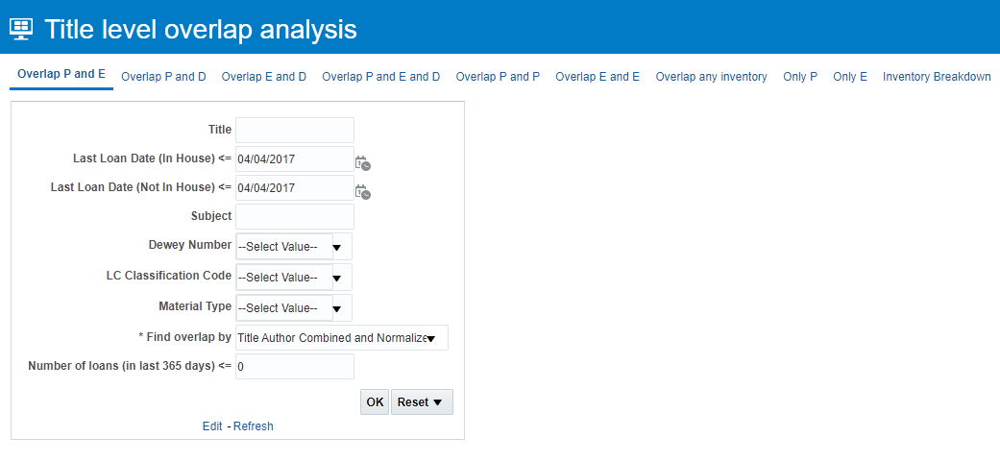 Title level overlap analysis
Overlap P and E Overlap P and D Overlap E and D Overlap P and E and D Overlap P and P Overlap E and E Overlap any inventory Only P Only E Inventory Breakdown
Title
Last Loan Date (In House) <= 04/04/2017
Last Loan Date (Not In House) <= 04/04/2017
Subject
Dewey Number --Select Value--
LC Classification Code --Select Value--
Material Type --Select Value--
* Find overlap by Title Author Combined and Normalize
Number of loans (in last 365 days) <= 0
OK Reset
Edit - Refresh